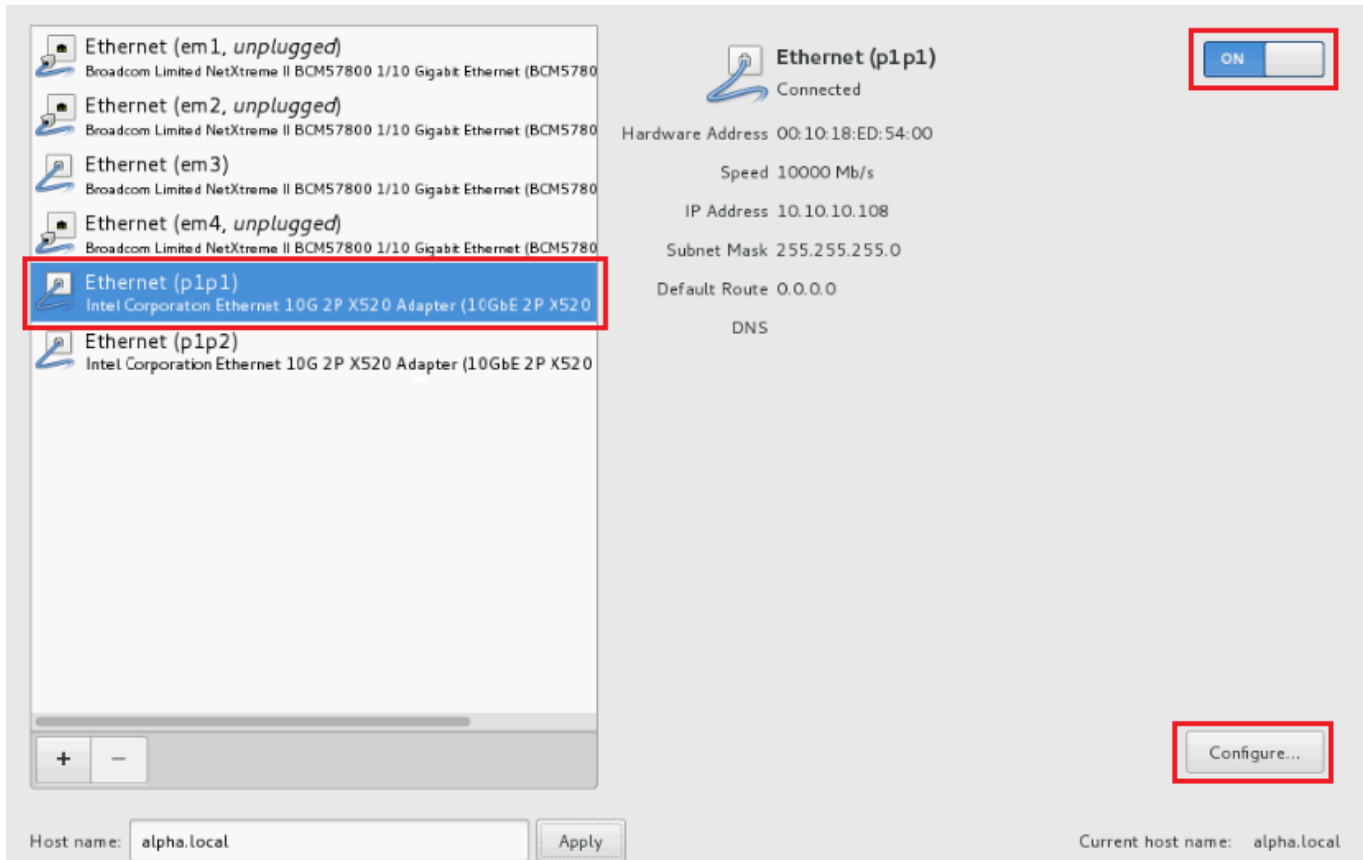 Ethernet (em1, unplugged)
Broadcom Limited NetXtreme II BCM57800 1/10 Gigabit Ethernet (BCM5780
Ethernet (em2, unplugged)
Broadcom Limited NetXtreme II BCM57800 1/10 Gigabit Ethernet (BCM5780
Ethernet (em3)
Broadcom Limited NetXtreme II BCM57800 1/10 Gigabit Ethernet (BCM5780
Ethernet (em4, unplugged)
Broadcom Limited NetXtreme II BCM57800 1/10 Gigabit Ethernet (BCM5780
Ethernet (p1p1)
Intel Corporaton Ethernet 10G 2P X520 Adapter (10GbE 2P X520
Ethernet (p1p2)
Intel Corporation Ethernet 10G 2P X520 Adapter (10GbE 2P X520
+ −
Ethernet (p1p1)
Connected
ON
Hardware Address 00:10:18:ED:54:00
Speed 10000 Mb/s
IP Address 10.10.10.108
Subnet Mask 255.255.255.0
Default Route 0.0.0.0
DNS
Configure...
Host name: alpha.local Apply
Current host name: alpha.local